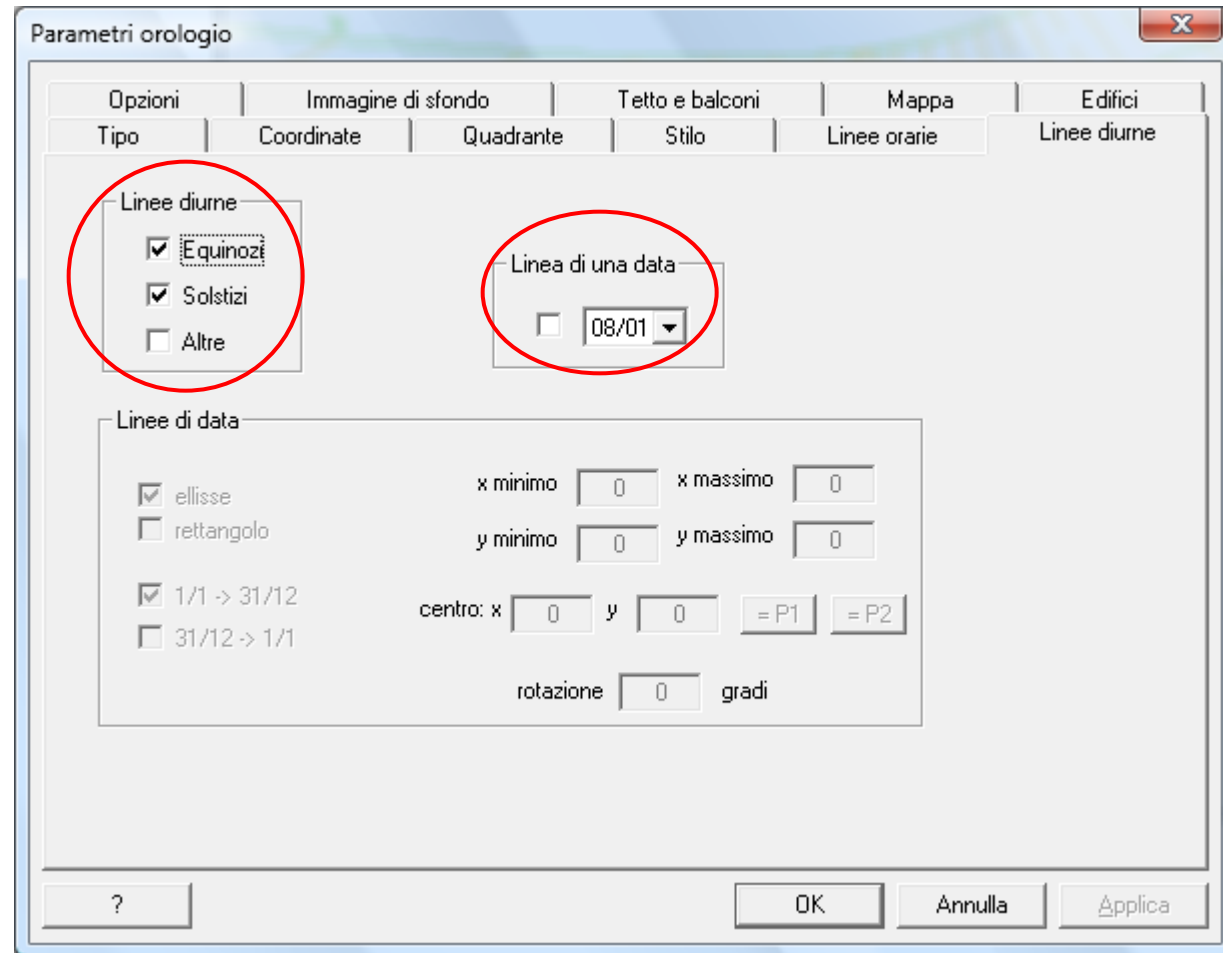 Parametri orologio
Opzioni Immagine di sfondo Tetto e balconi Mappa Edifici
Tipo Coordinate Quadrante Stilo Linee orarie Linee diurne
Linee diurne
Equinozi
Solstizi
Altre
Linea di una data
08/01
Linee di data
ellisse
rettangolo
1/1 -> 31/12
31/12 -> 1/1
x minimo 0 x massimo 0
y minimo 0 y massimo 0
centro: x 0 y 0 = P1 = P2
rotazione 0 gradi
? OK Annulla Applica